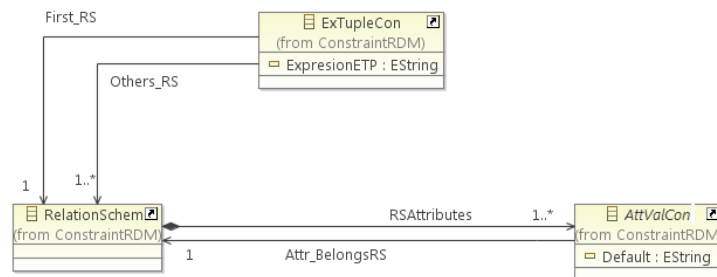 First_RS
ExTupleCon
(from ConstraintRDM)
ExpresionETP : EString
Others_RS
1
1..*
RelationSchem
(from ConstraintRDM)
RSAttributes
1..*
Attr_BelongsRS
1
AttValCon
(from ConstraintRDM
Default : EString